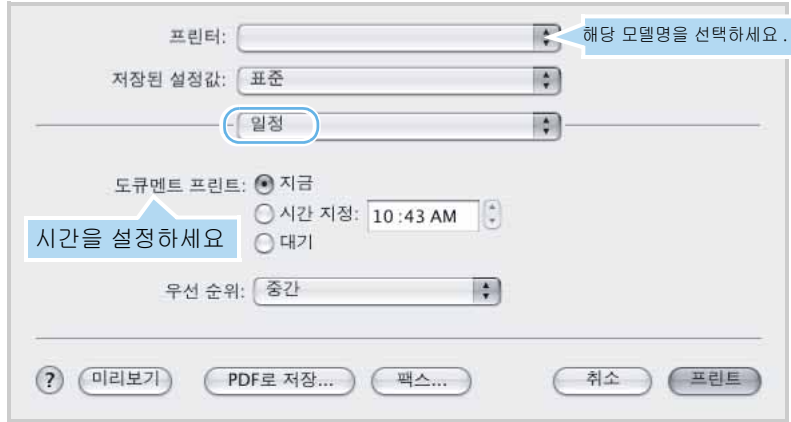 프린터:
해당 모델명을 선택하세요 .
저장된 설정값: 표준
일정
도큐멘트 프린트: 지금
시간 지정: 10 :43 AM
시간을 설정하세요
대기
우선 순위: 중간
? 미리보기 PDF로 저장... 팩스... 취소 프린트